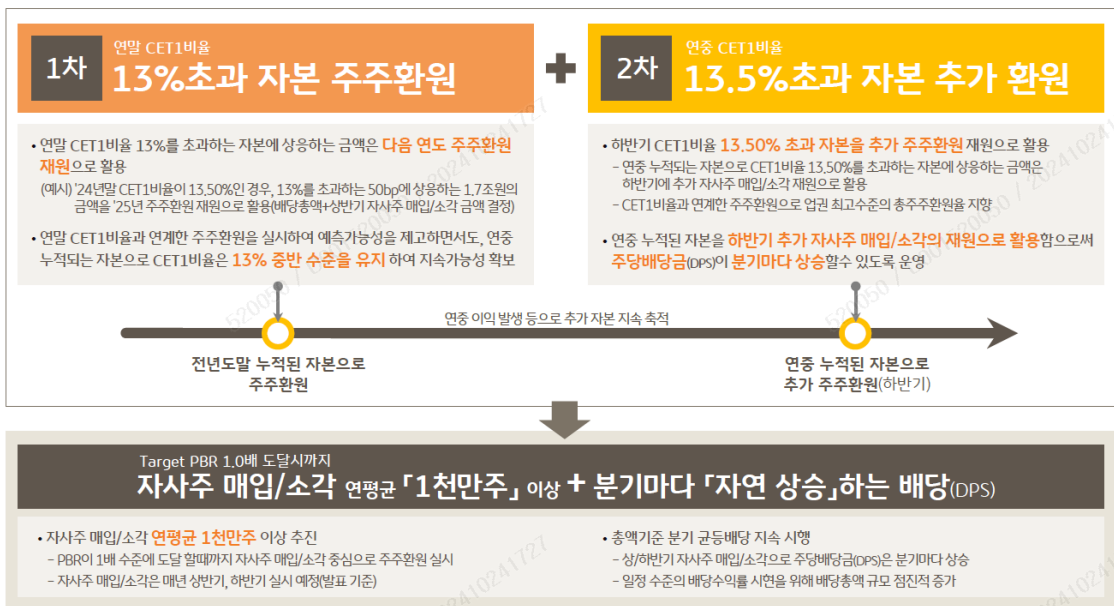 1차
연말 CET1비율
13%초과 자본 주주환원
+
2차
연중 CET1비율
13.5%초과 자본 추가 환원
• 연말 CET1비율 13%를 초과하는 자본에 상응하는 금액은 다음 연도 주주환원
재원으로 활용
(예시) '24년말 CET1비율이 13.50%인 경우, 13%를 초과하는 50bp에 상응하는 1.7조원의
금액을 '25년 주주환원 재원으로 활용(배당총액+상반기 자사주 매입/소각 금액 결정)
• 연말 CET1비율과 연계한 주주환원을 실시하여 예측가능성을 제고하면서도, 연중
누적되는 자본으로 CET1비율은 13% 중반 수준을 유지 하여 지속가능성 확보
• 하반기 CET1비율 13.50% 초과 자본을 추가 주주환원 재원으로 활용
– 연중 누적되는 자본으로 CET1비율 13.50%를 초과하는 자본에 상응하는 금액은
하반기에 추가 자사주 매입/소각 재원으로 활용
– CET1비율과 연계한 주주환원으로 업권 최고수준의 총주주환원율 지향
• 연중 누적된 자본을 하반기 추가 자사주 매입/소각의 재원으로 활용함으로써
주당배당금(DPS)이 분기마다 상승할수 있도록 운영
연중 이익 발생 등으로 추가 자본 지속 축적
전년도말 누적된 자본으로
주주환원
연중 누적된 자본으로
추가 주주환원(하반기)
Target PBR 1.0배 도달시까지
자사주 매입/소각 연평균 「1천만주」 이상 + 분기마다 「자연 상승」하는 배당(DPS)
• 자사주 매입/소각 연평균 1천만주 이상 추진
– PBR이 1배 수준에 도달 할때까지 자사주 매입/소각 중심으로 주주환원 실시
– 자사주 매입/소각은 매년 상반기, 하반기 실시 예정(발표 기준)
• 총액기준 분기 균등배당 지속 시행
– 상/하반기 자사주 매입/소각으로 주당배당금(DPS)은 분기마다 상승
– 일정 수준의 배당수익률 시현을 위해 배당총액 규모 점진적 증가